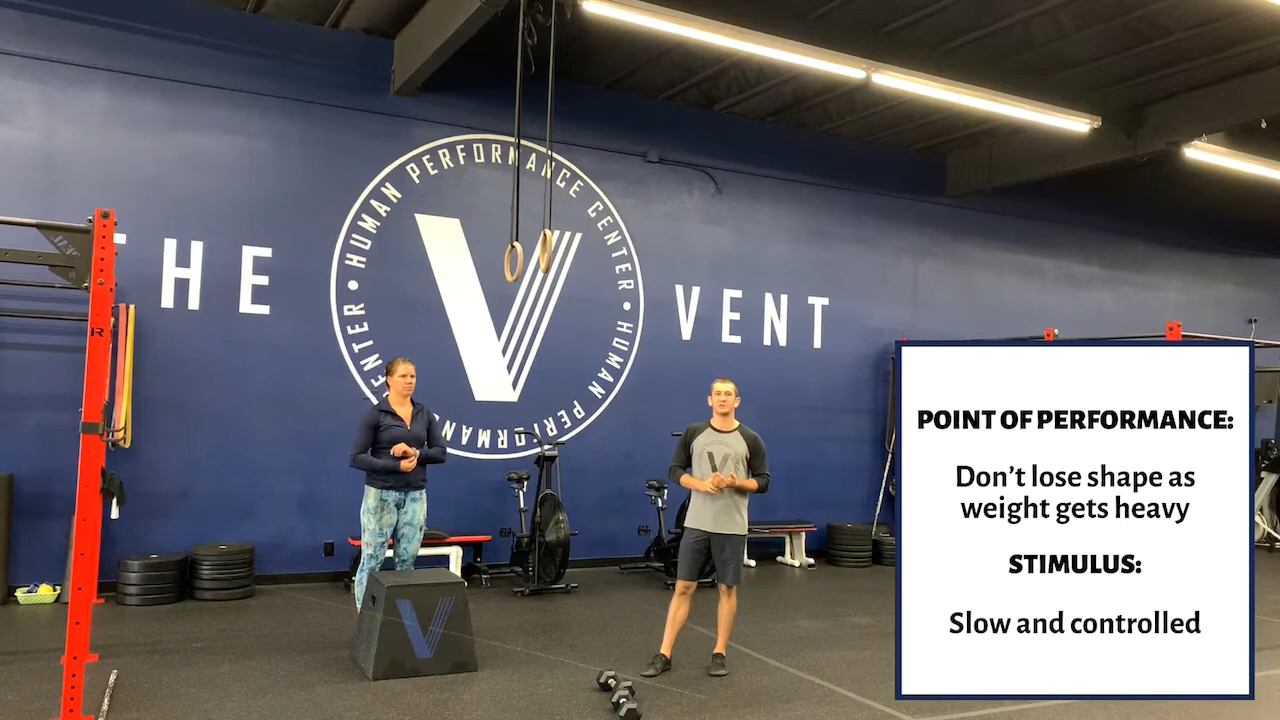 HUMAN PERFORMANCE CENTER • HUMAN PERFORMANCE CENTER •
HE
V
VENT
POINT OF PERFORMANCE:
Don't lose shape as
weight gets heavy
STIMULUS:
Slow and controlled
V
R